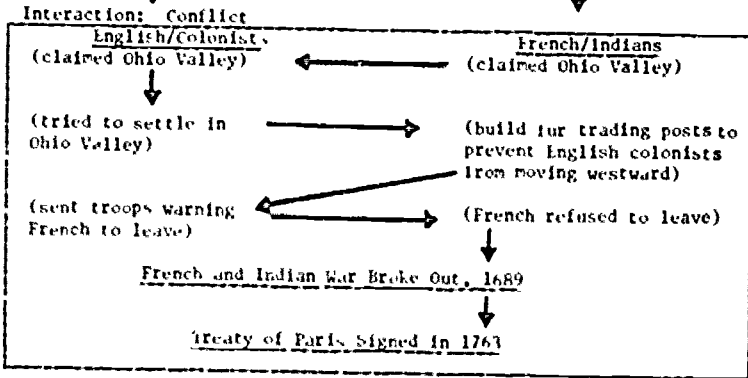 Interaction: Conflict
English/Colonists
(claimed Ohio Valley)
French/Indians
(claimed Ohio Valley)
(tried to settle in
Ohio Valley)
(build fur trading posts to
prevent English colonists
from moving westward)
(sent troops warning
French to leave)
(French refused to leave)
French and Indian War Broke Out, 1689
Treaty of Paris Signed in 1763